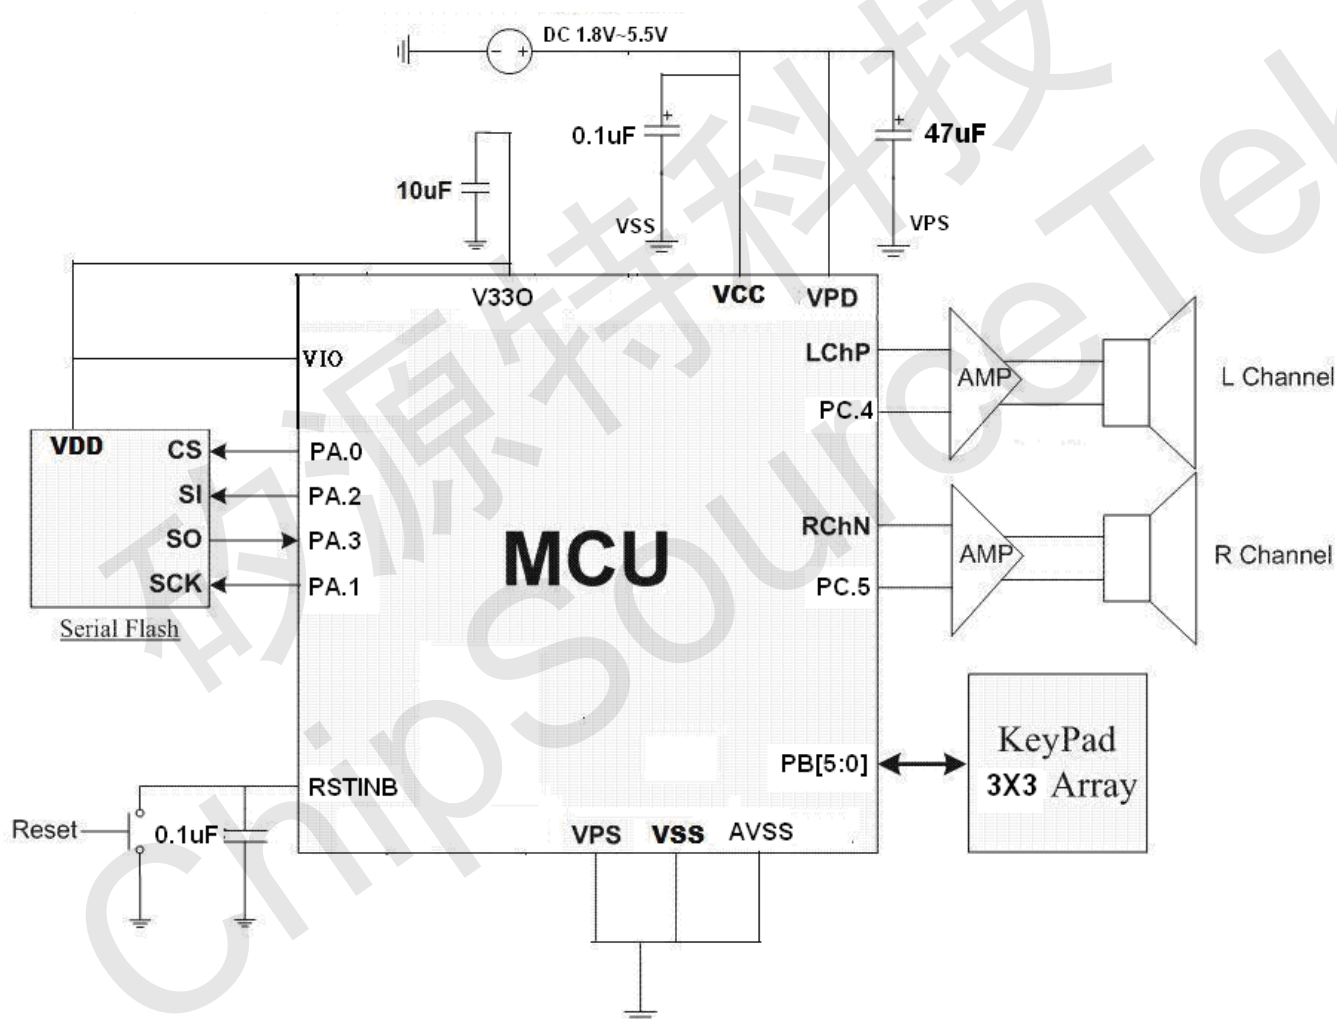 DC 1.8V~5.5V
- +
+
0.1uF
+
47uF
10uF
VSS
VPS
V33O
VCC
VPD
VIO
LChP
AMP
L Channel
PC.4
VDD
CS
PA.0
SI
PA.2
SO
PA.3
SCK
PA.1
Serial Flash
MCU
RChN
AMP
R Channel
PC.5
KeyPad
3X3 Array
PB[5:0]
RSTINB
Reset
0.1uF
VPS
VSS
AVSS
矽源特科技
ChipSourceTek